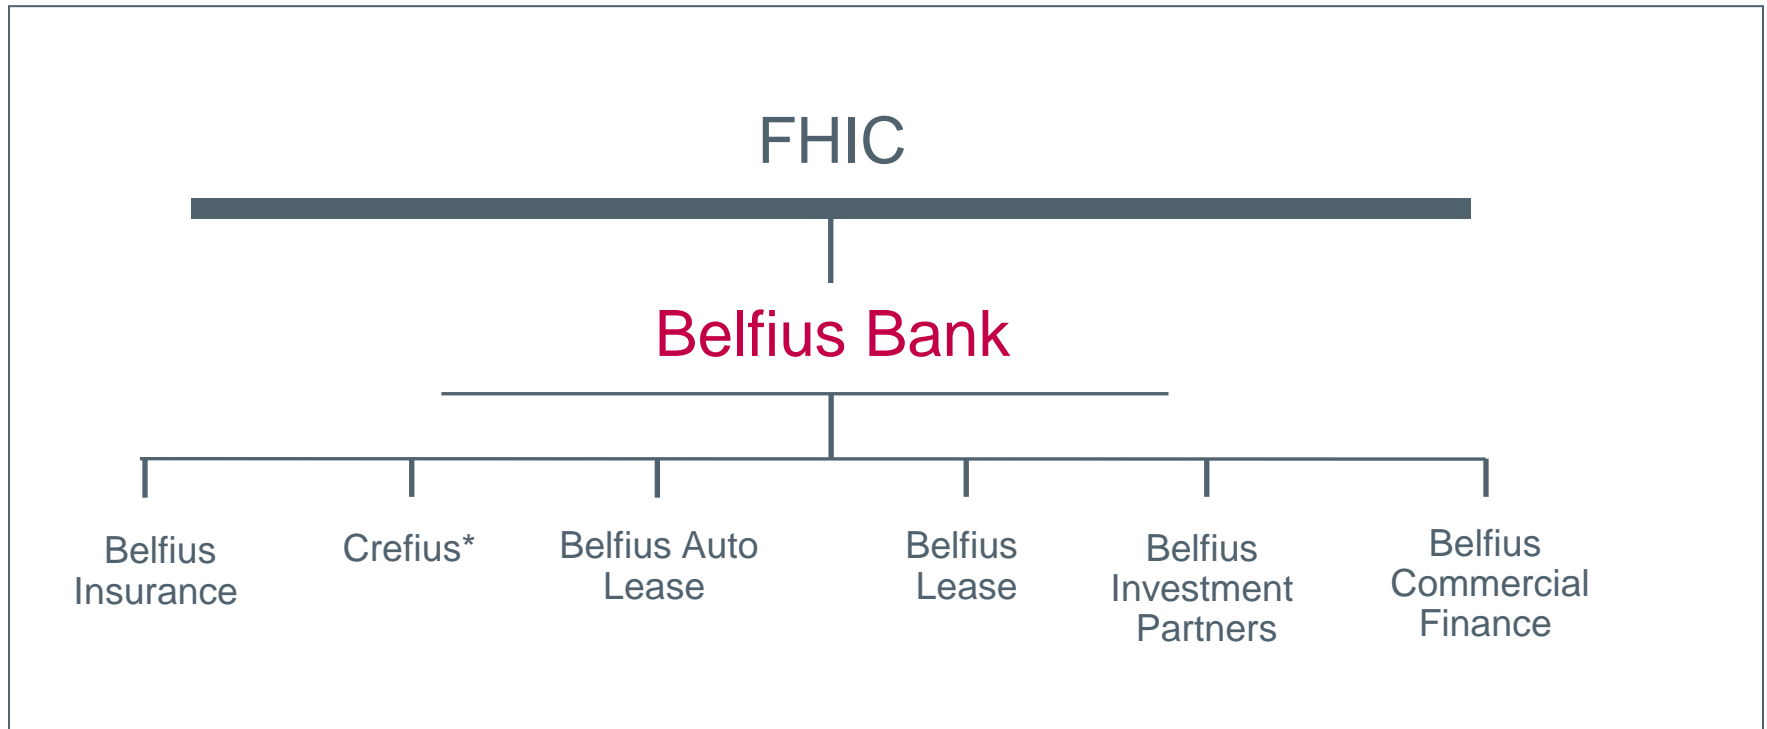 FHIC
Belfius Bank
Belfius
Insurance
Crefius*
Belfius Auto
Lease
Belfius
Lease
Belfius
Investment
Partners
Belfius
Commercial
Finance